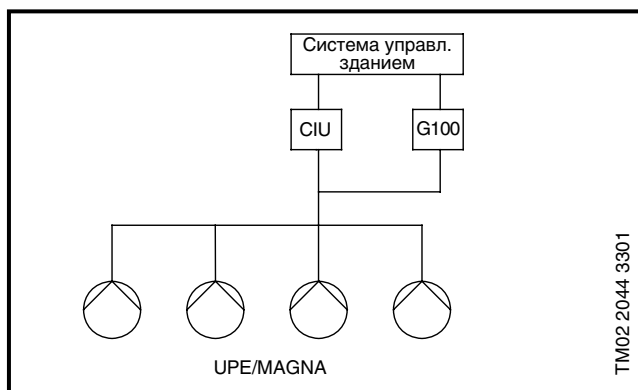 Система управл.
зданием
CIU
G100
UPE/MAGNA
TM02 2044 3301